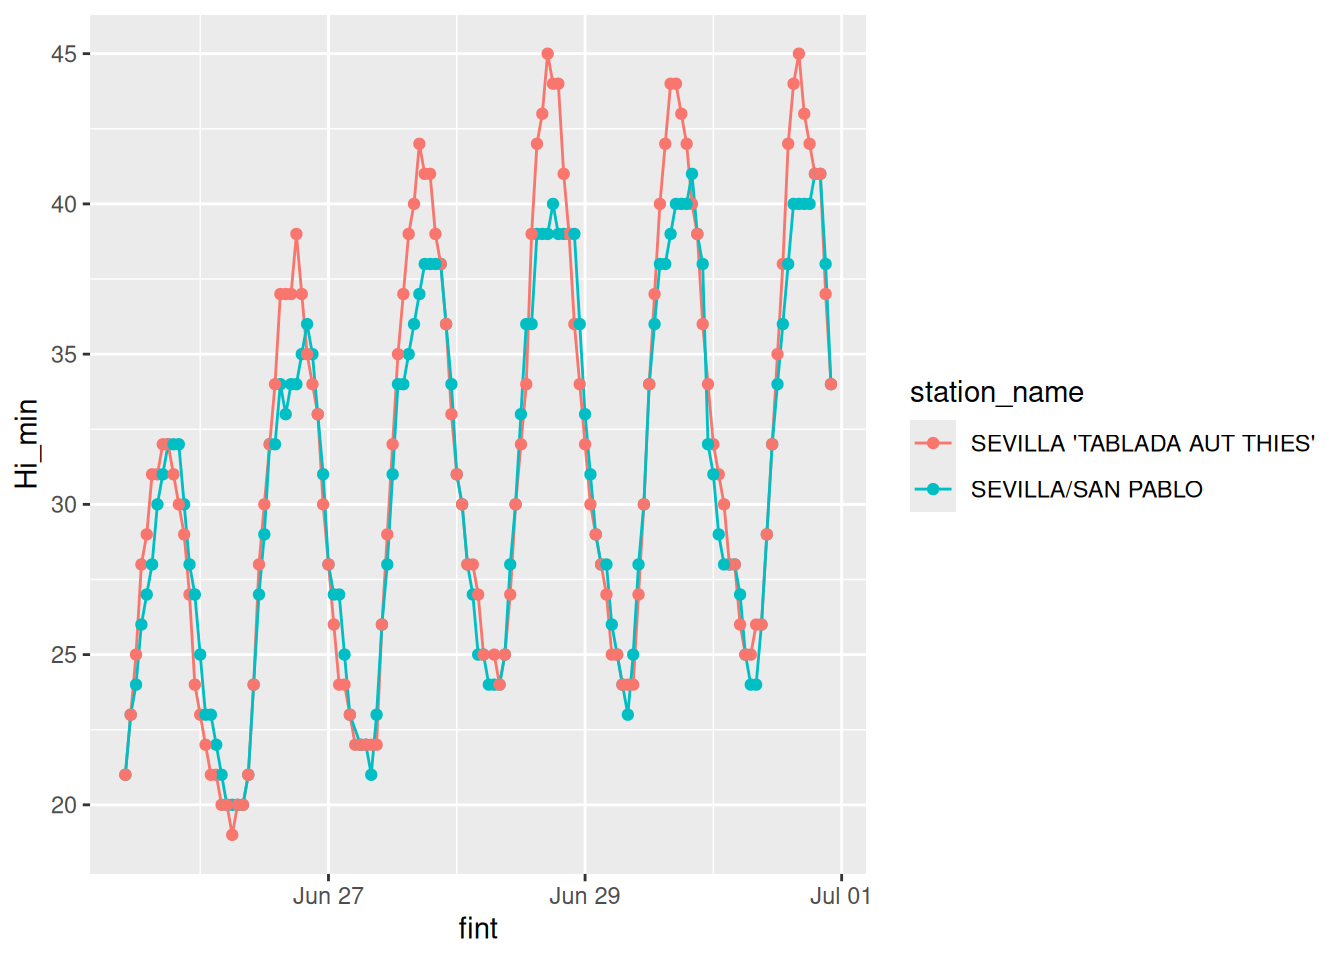 45
40
35
30
25
20
Hi_min
Jun 27
Jun 29
Jul 01
fint
station_name
SEVILLA 'TABLADA AUT THIES'
SEVILLA/SAN PABLO